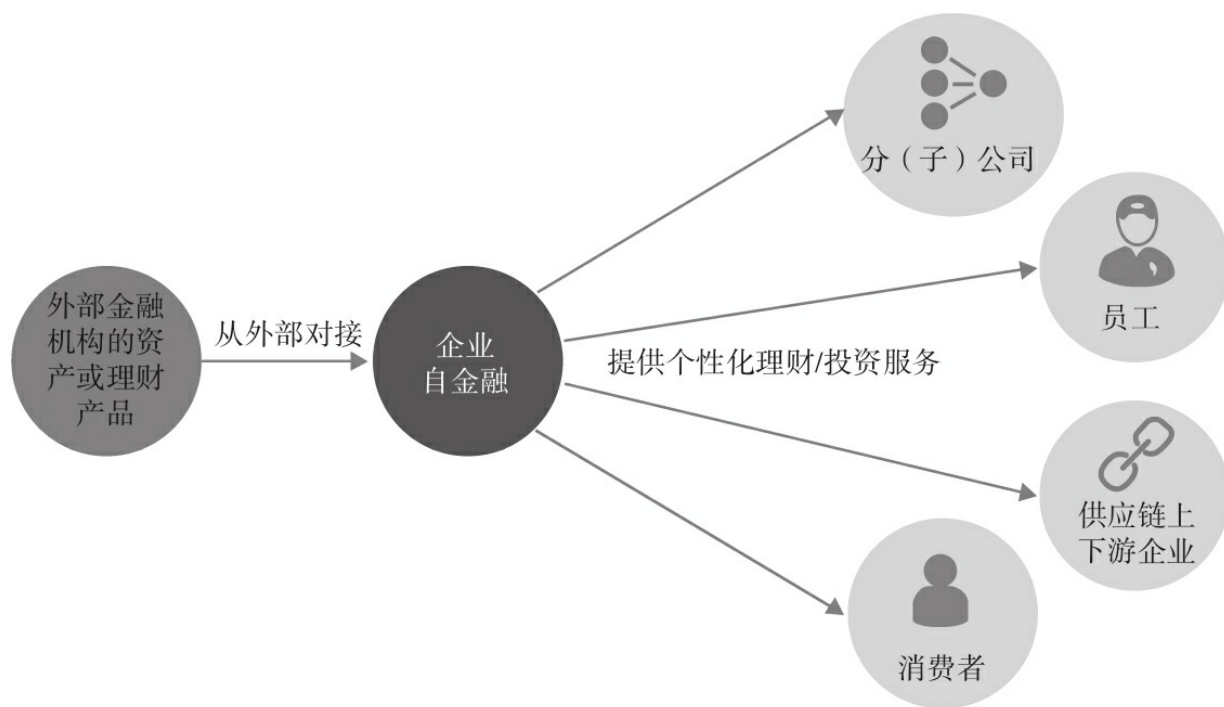 外部金融
机构的资
产或理财
产品
从外部对接
企业
自金融
提供个性化理财/投资服务
分（子）公司
员工
供应链上
下游企业
消费者